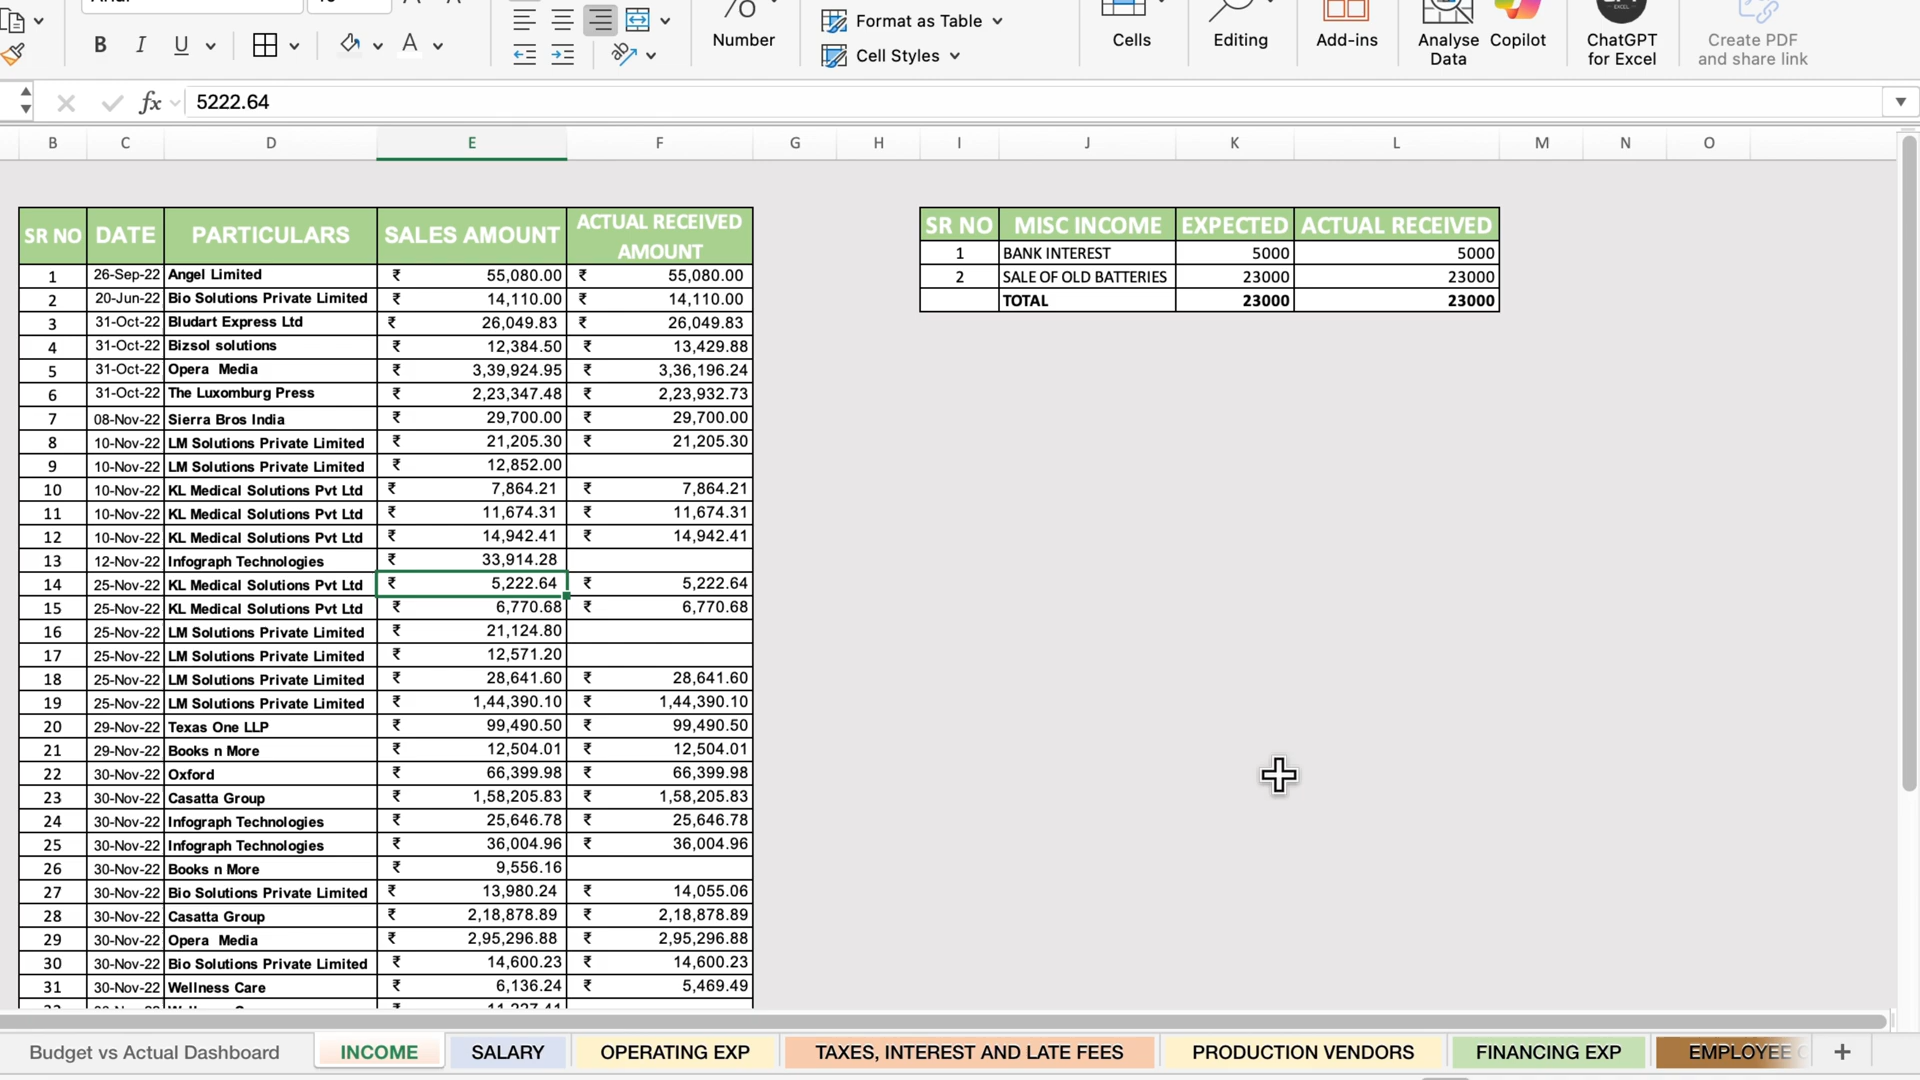 Number
Format as Table
Cell Styles
Cells
Editing
Add-ins
Analyse
Data
Copilot
ChatGPT
for Excel
Create PDF
and share link
B I U A
fx 5222.64
B C D E F G H I J K L M N O
SR NO DATE PARTICULARS SALES AMOUNT ACTUAL RECEIVED
AMOUNT
1 26-Sep-22 Angel Limited ₹ 55,080.00 ₹ 55,080.00
2 20-Jun-22 Bio Solutions Private Limited ₹ 14,110.00 ₹ 14,110.00
3 31-Oct-22 Bludart Express Ltd ₹ 26,049.83 ₹ 26,049.83
4 31-Oct-22 Bizsol solutions ₹ 12,384.50 ₹ 13,429.88
5 31-Oct-22 Opera Media ₹ 3,39,924.95 ₹ 3,36,196.24
6 31-Oct-22 The Luxomburg Press ₹ 2,23,347.48 ₹ 2,23,932.73
7 08-Nov-22 Sierra Bros India ₹ 29,700.00 ₹ 29,700.00
8 10-Nov-22 LM Solutions Private Limited ₹ 21,205.30 ₹ 21,205.30
9 10-Nov-22 LM Solutions Private Limited ₹ 12,852.00
10 10-Nov-22 KL Medical Solutions Pvt Ltd ₹ 7,864.21 ₹ 7,864.21
11 10-Nov-22 KL Medical Solutions Pvt Ltd ₹ 11,674.31 ₹ 11,674.31
12 10-Nov-22 KL Medical Solutions Pvt Ltd ₹ 14,942.41 ₹ 14,942.41
13 12-Nov-22 Infograph Technologies ₹ 33,914.28
14 25-Nov-22 KL Medical Solutions Pvt Ltd ₹ 5,222.64 ₹ 5,222.64
15 25-Nov-22 KL Medical Solutions Pvt Ltd ₹ 6,770.68 ₹ 6,770.68
16 25-Nov-22 LM Solutions Private Limited ₹ 21,124.80
17 25-Nov-22 LM Solutions Private Limited ₹ 12,571.20
18 25-Nov-22 LM Solutions Private Limited ₹ 28,641.60 ₹ 28,641.60
19 25-Nov-22 LM Solutions Private Limited ₹ 1,44,390.10 ₹ 1,44,390.10
20 29-Nov-22 Texas One LLP ₹ 99,490.50 ₹ 99,490.50
21 29-Nov-22 Books n More ₹ 12,504.01 ₹ 12,504.01
22 30-Nov-22 Oxford ₹ 66,399.98 ₹ 66,399.98
23 30-Nov-22 Casatta Group ₹ 1,58,205.83 ₹ 1,58,205.83
24 30-Nov-22 Infograph Technologies ₹ 25,646.78 ₹ 25,646.78
25 30-Nov-22 Infograph Technologies ₹ 36,004.96 ₹ 36,004.96
26 30-Nov-22 Books n More ₹ 9,556.16
27 30-Nov-22 Bio Solutions Private Limited ₹ 13,980.24 ₹ 14,055.06
28 30-Nov-22 Casatta Group ₹ 2,18,878.89 ₹ 2,18,878.89
29 30-Nov-22 Opera Media ₹ 2,95,296.88 ₹ 2,95,296.88
30 30-Nov-22 Bio Solutions Private Limited ₹ 14,600.23 ₹ 14,600.23
31 30-Nov-22 Wellness Care ₹ 6,136.24 ₹ 5,469.49
SR NO MISC INCOME EXPECTED ACTUAL RECEIVED
1 BANK INTEREST 5000 5000
2 SALE OF OLD BATTERIES 23000 23000
TOTAL 23000 23000
Budget vs Actual Dashboard INCOME SALARY OPERATING EXP TAXES, INTEREST AND LATE FEES PRODUCTION VENDORS FINANCING EXP EMPLOYEE +